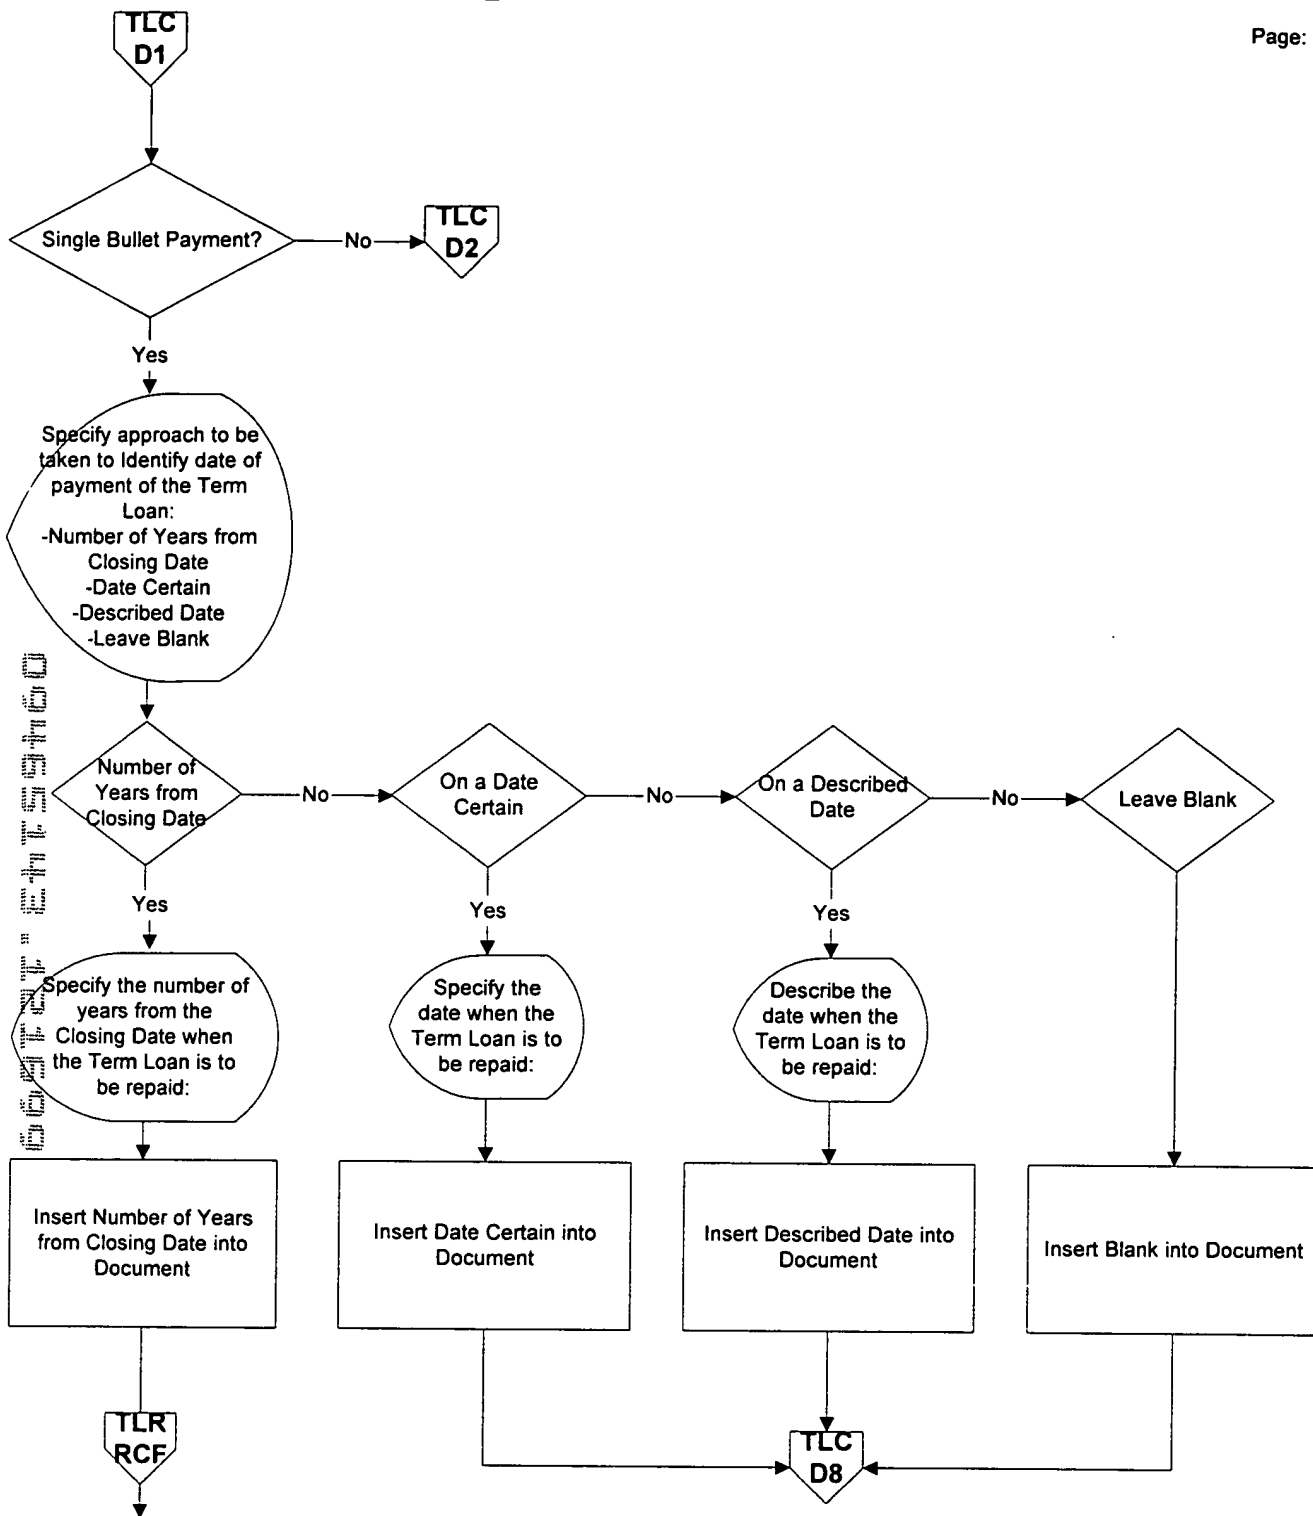 TLC
D1
Page:
Single Bullet Payment?
No
TLC
D2
Yes
Specify approach to be
taken to Identify date of
payment of the Term
Loan:
-Number of Years from
Closing Date
-Date Certain
-Described Date
-Leave Blank
Number of
Years from
Closing Date
No
On a Date
Certain
No
On a Described
Date
No
Leave Blank
Yes
Yes
Yes
Specify the number of
years from the
Closing Date when
the Term Loan is to
be repaid:
Specify the
date when the
Term Loan is to
be repaid:
Describe the
date when the
Term Loan is to
be repaid:
Insert Number of Years
from Closing Date into
Document
Insert Date Certain into
Document
Insert Described Date into
Document
Insert Blank into Document
TLR
RCF
TLC
D8